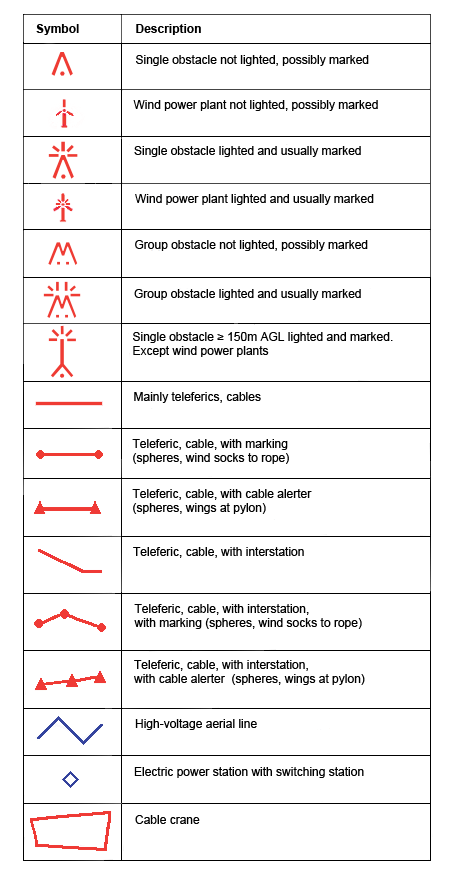 Symbol Description
Single obstacle not lighted, possibly marked
Wind power plant not lighted, possibly marked
Single obstacle lighted and usually marked
Wind power plant lighted and usually marked
Group obstacle not lighted, possibly marked
Group obstacle lighted and usually marked
Single obstacle ≥ 150m AGL lighted and marked.
Except wind power plants
Mainly teleferics, cables
Teleferic, cable, with marking
(spheres, wind socks to rope)
Teleferic, cable, with cable alerter
(spheres, wings at pylon)
Teleferic, cable, with interstation
Teleferic, cable, with interstation,
with marking (spheres, wind socks to rope)
Teleferic, cable, with interstation,
with cable alerter (spheres, wings at pylon)
High-voltage aerial line
Electric power station with switching station
Cable crane